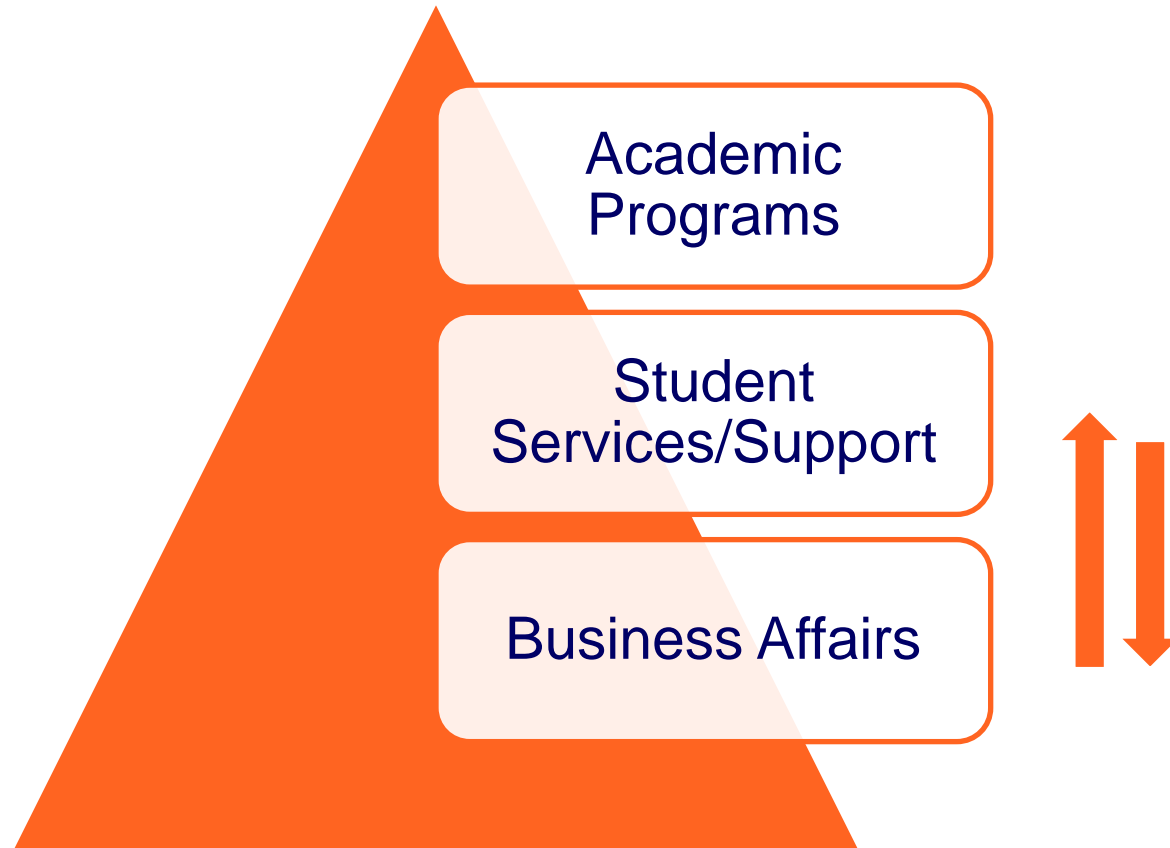 Academic
Programs
Student
Services/Support
Business Affairs